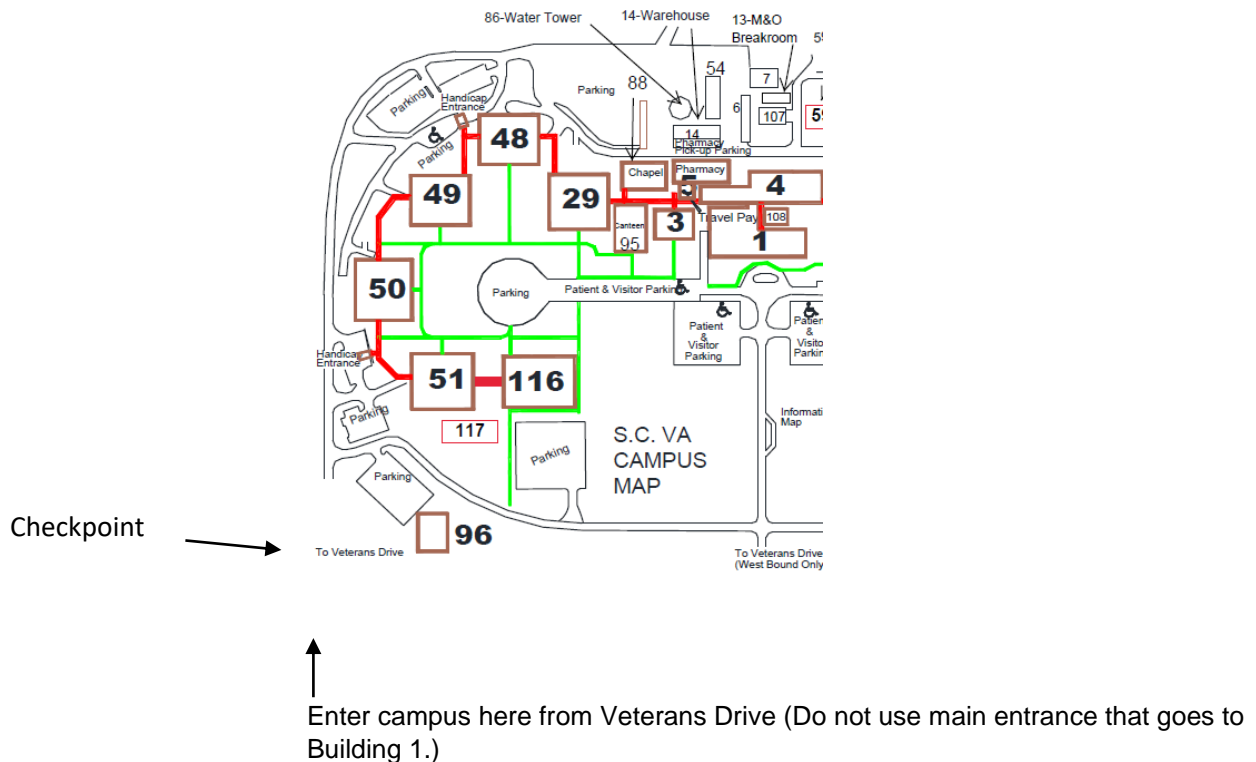 86-Water Tower
14-Warehouse
13-M&O
Breakroom
54
88
7
6
107
14
Parking
Parking
Handicap
Entrance
Parking
Pharmacy
Pick-up Parking
48
49
29
Chapel
Pharmacy
5
4
Canteen
95
3
Travel Pay
108
1
50
Parking
Patient & Visitor Parking
Patient
&
Visitor
Parking
Handicap
Entrance
51
116
117
Parking
Parking
Parking
S.C. VA
CAMPUS
MAP
Map
96
Checkpoint
To Veterans Drive
To Veterans Drive
(West Bound Only
Enter campus here from Veterans Drive (Do not use main entrance that goes to
Building 1.)